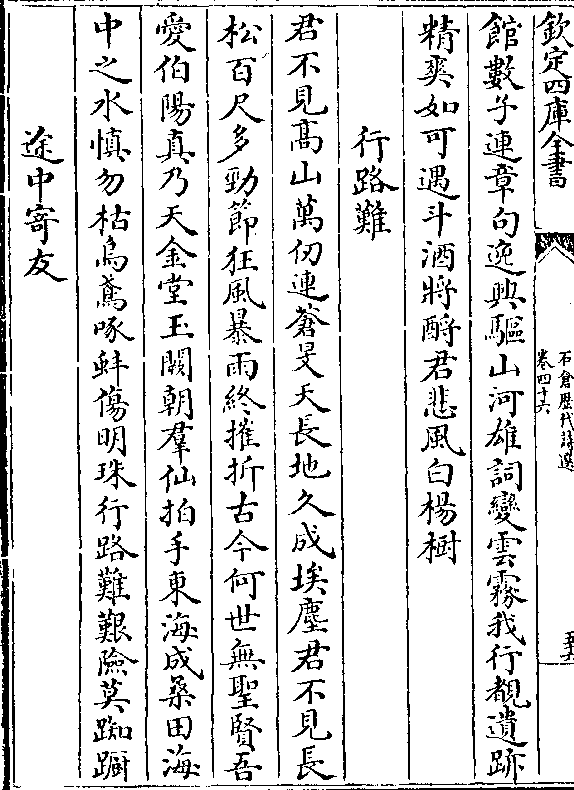 欽定四庫全書
石倉歴代詩選
卷四十六
館數子連章句逸興驅山河雄詞變雲霧我行覩遺跡
精爽如可遇斗酒將酹君悲風白楊樹
行路難
君不見髙山萬仞連蒼旻天長地久成埃塵君不見長
松百尺多勁節狂風暴雨終摧折古今何世無聖賢吾
愛伯陽真乃天金堂玉闕朝羣仙拍手東海成桑田海
中之水慎勿枯烏鳶啄蚌傷明珠行路難艱險莫踟蹰
途中寄友